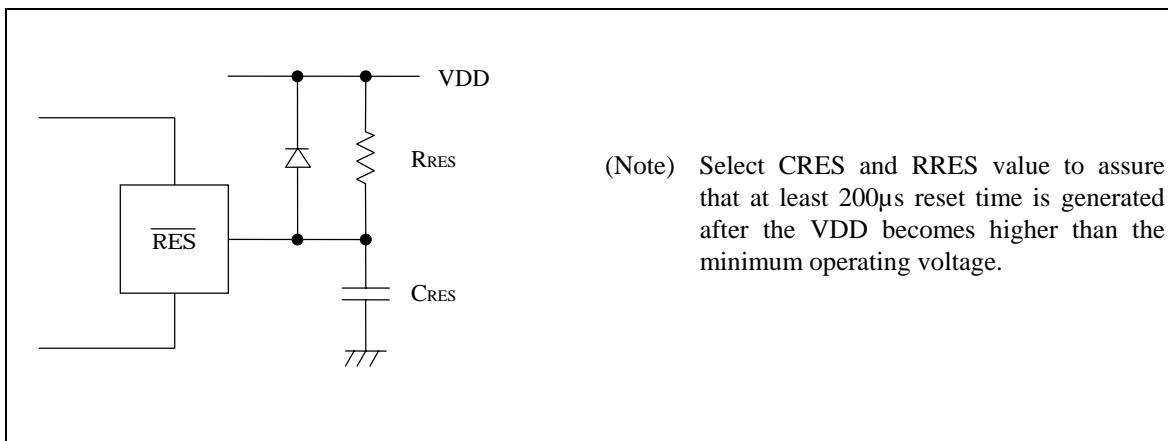 VDD
RRES
(Note) Select CRES and RRES value to assure
that at least 200µs reset time is generated
after the VDD becomes higher than the
minimum operating voltage.
RES
CRES